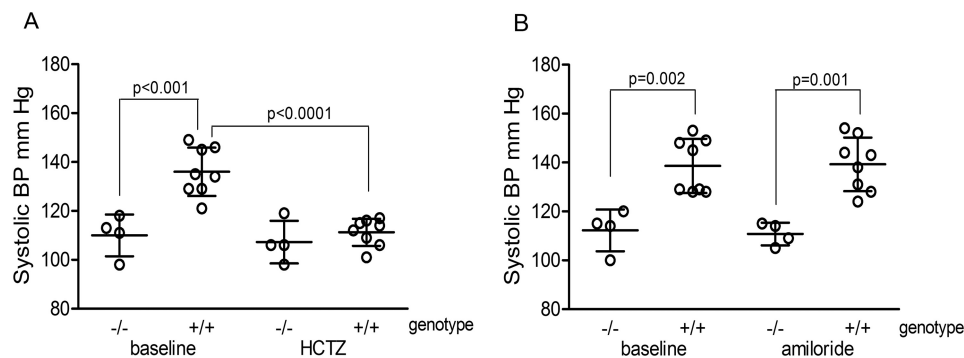 A
Systolic BP mm Hg
180
160
140
120
100
80
p<0.001
p<0.0001
-/- +/+ -/- +/+ genotype
baseline HCTZ
B
Systolic BP mm Hg
180
160
140
120
100
80
p=0.002
p=0.001
-/- +/+ -/- +/+ genotype
baseline amiloride